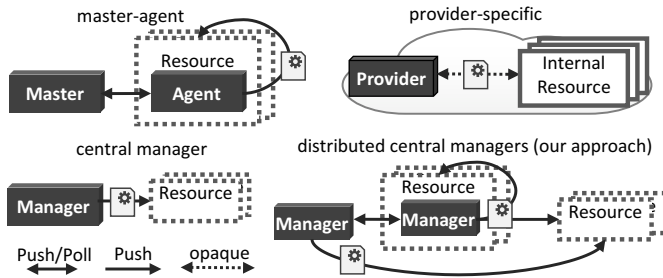 master-agent
Resource
Master
Agent
provider-specific
Provider
Internal
Resource
central manager
Manager
Resource
distributed central managers (our approach)
Resource
Manager
Manager
Resource
Push/Poll
Push
opaque